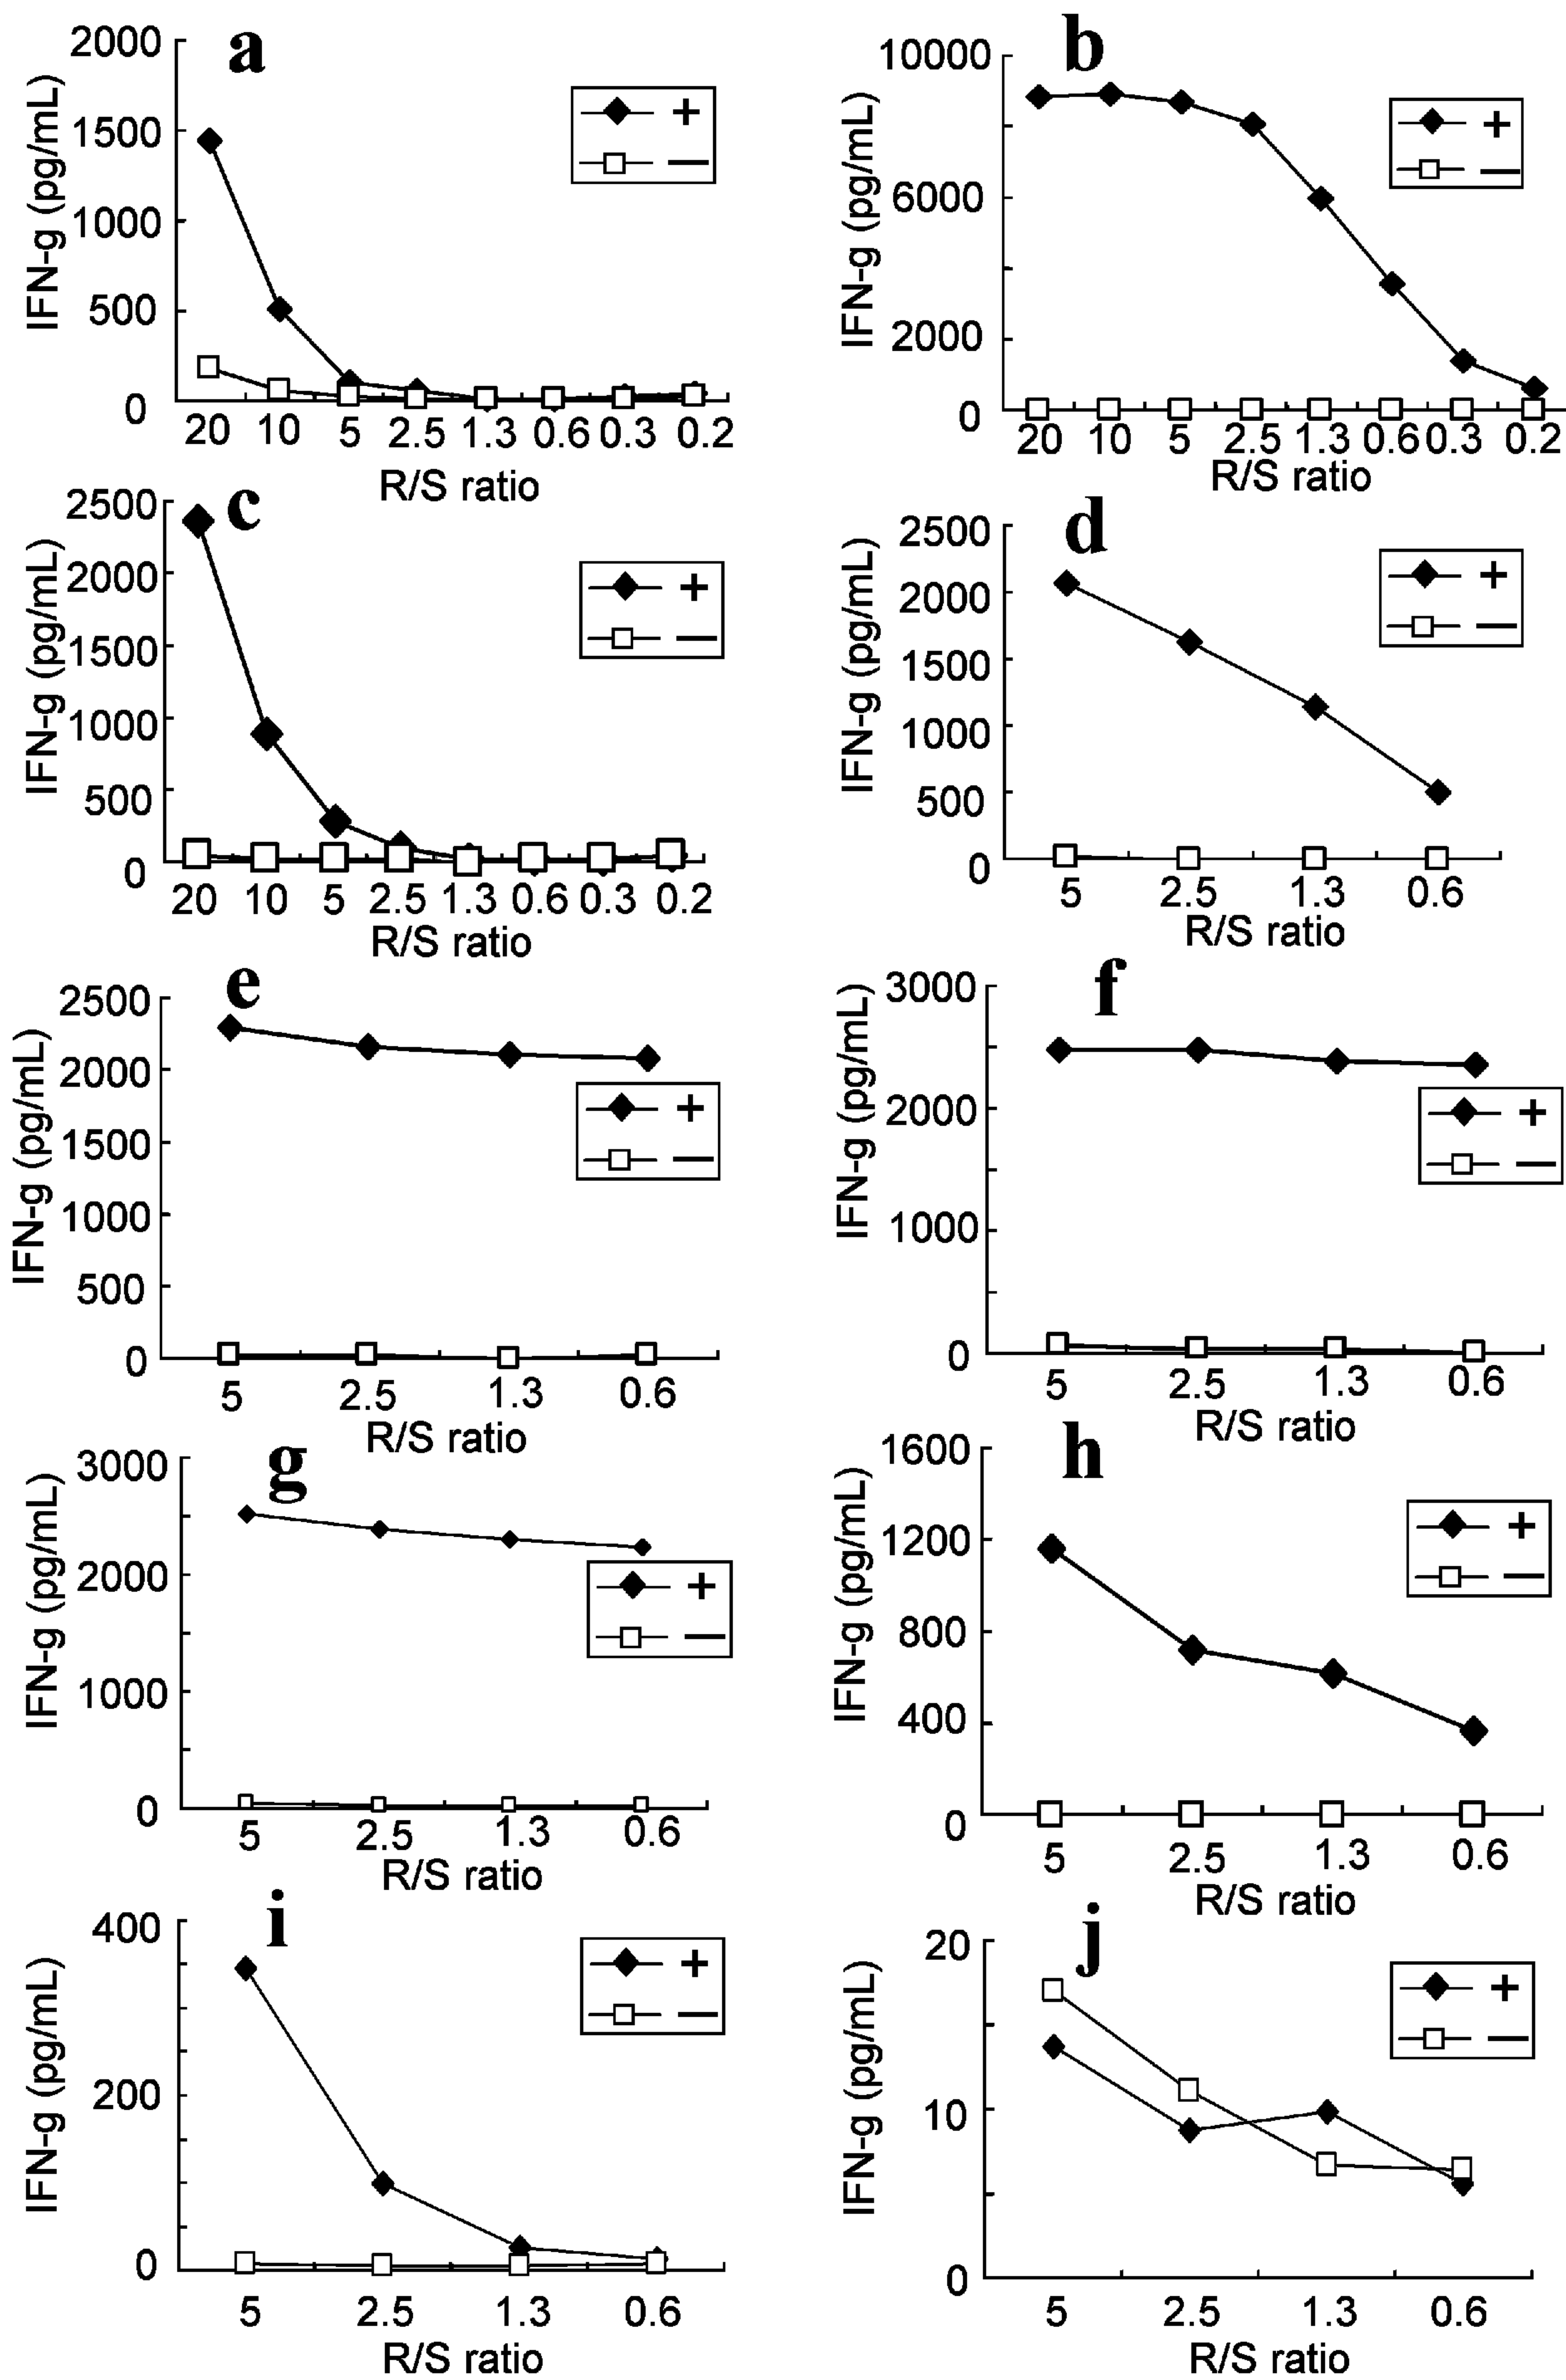 a
2000
1500
1000
500
0
IFN-g (pg/mL)
+
—
20 10 5 2.5 1.3 0.6 0.3 0.2
R/S ratio
b
10000
6000
2000
0
IFN-g (pg/mL)
+
—
20 10 5 2.5 1.3 0.6 0.3 0.2
R/S ratio
c
2500
2000
1500
1000
500
0
IFN-g (pg/mL)
+
—
20 10 5 2.5 1.3 0.6 0.3 0.2
R/S ratio
d
2500
2000
1500
1000
500
0
IFN-g (pg/mL)
+
—
5 2.5 1.3 0.6
R/S ratio
e
2500
2000
1500
1000
500
0
IFN-g (pg/mL)
+
—
5 2.5 1.3 0.6
R/S ratio
f
3000
2000
1000
0
IFN-g (pg/mL)
+
—
5 2.5 1.3 0.6
R/S ratio
g
3000
2000
1000
0
IFN-g (pg/mL)
+
—
5 2.5 1.3 0.6
R/S ratio
h
1600
1200
800
400
0
IFN-g (pg/mL)
+
—
5 2.5 1.3 0.6
R/S ratio
i
400
200
0
IFN-g (pg/mL)
+
—
5 2.5 1.3 0.6
R/S ratio
j
20
10
0
IFN-g (pg/mL)
+
—
5 2.5 1.3 0.6
R/S ratio